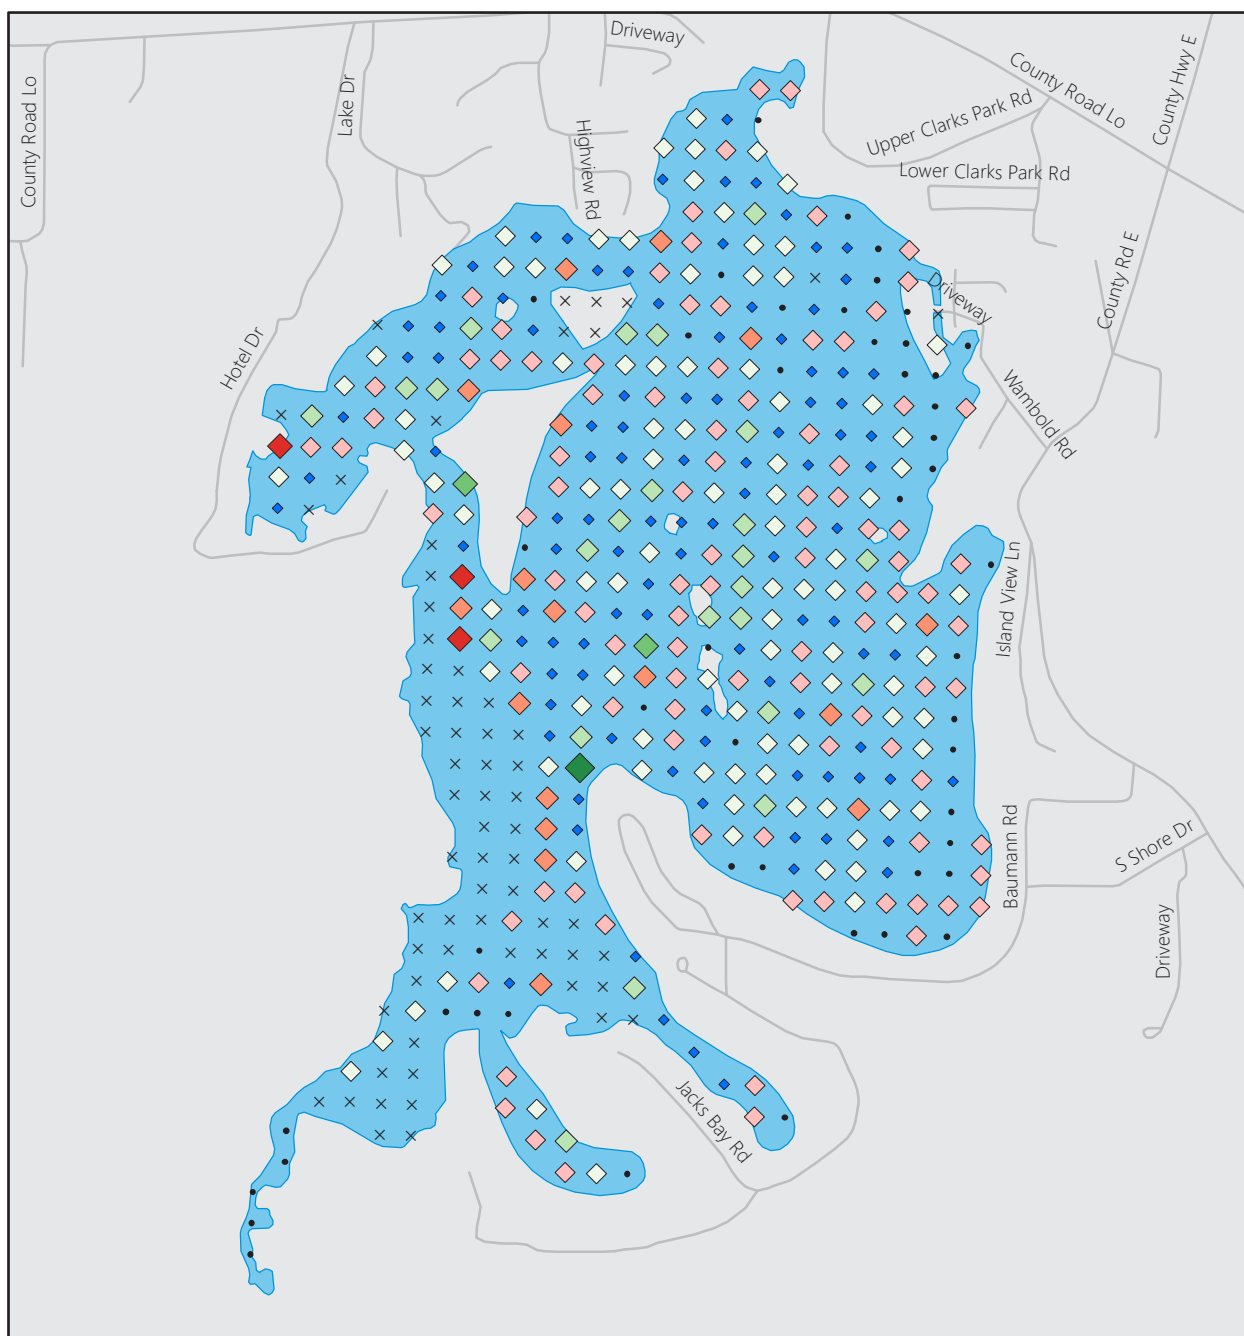 Driveway
County Road Lo
County Hwy E
County Road Lo
Lake Dr
Upper Clarks Park Rd
Highview Rd
Lower Clarks Park Rd
County Rd E
Driveway
Hotel Dr
Wambold Rd
Island View Ln
Baumann Rd
S Shore Dr
Driveway
Jacks Bay Rd